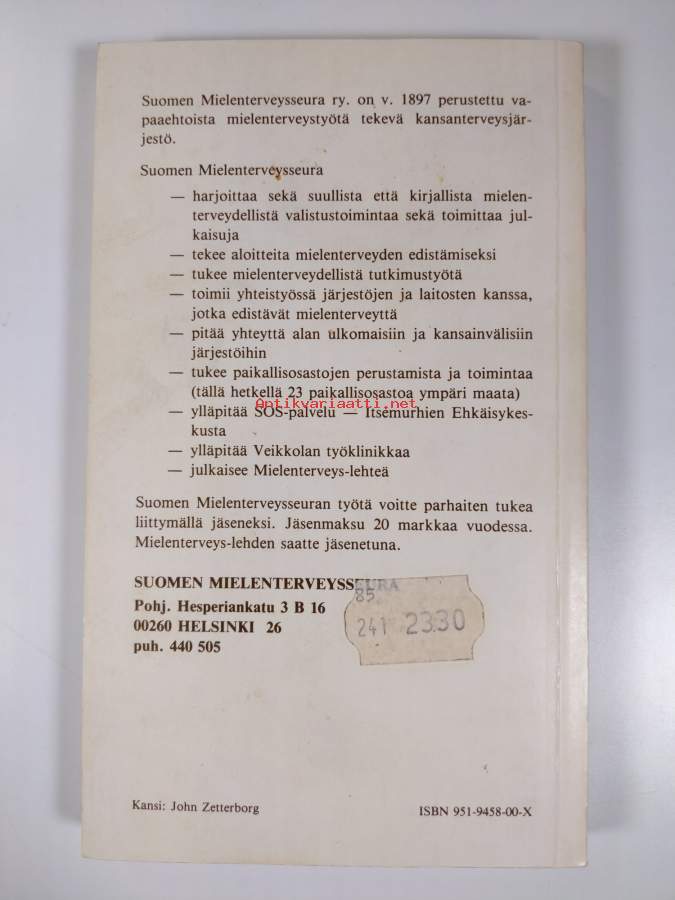 Suomen Mielenterveysseura ry. on v. 1897 perustettu va-
paaehtoista mielenterveystyötä tekevä kansanterveysjär-
jestö.
Suomen Mielenterveysseura
— harjoittaa sekä suullista että kirjallista mielen-
terveydellistä valistustoimintaa sekä toimittaa jul-
kaisuja
— tekee aloitteita mielenterveyden edistämiseksi
— tukee mielenterveydellistä tutkimustyötä
— toimii yhteistyössä järjestöjen ja laitosten kanssa,
jotka edistävät mielenterveyttä
— pitää yhteyttä alan ulkomaisiin ja kansainvälisiin
järjestöihin
— tukee paikallisosastojen perustamista ja toimintaa
(tällä hetkellä 23 paikallisosastoa ympäri maata)
Antikvariaatti.net
— ylläpitää SOS-palvelu — Itsemurhien Ehkäisykes-
kusta
— ylläpitää Veikkolan työklinikkaa
— julkaisee Mielenterveys-lehteä
Suomen Mielenterveysseuran työtä voitte parhaiten tukea
liittymällä jäseneksi. Jäsenmaksu 20 markkaa vuodessa.
Mielenterveys-lehden saatte jäsenetuna.
SUOMEN MIELENTERVEYSSEURA
Pohj. Hesperiankatu 3 B 16
00260 HELSINKI 26
puh. 440 505
85
241 2330
Kansi: John Zetterborg
ISBN 951-9458-00-X